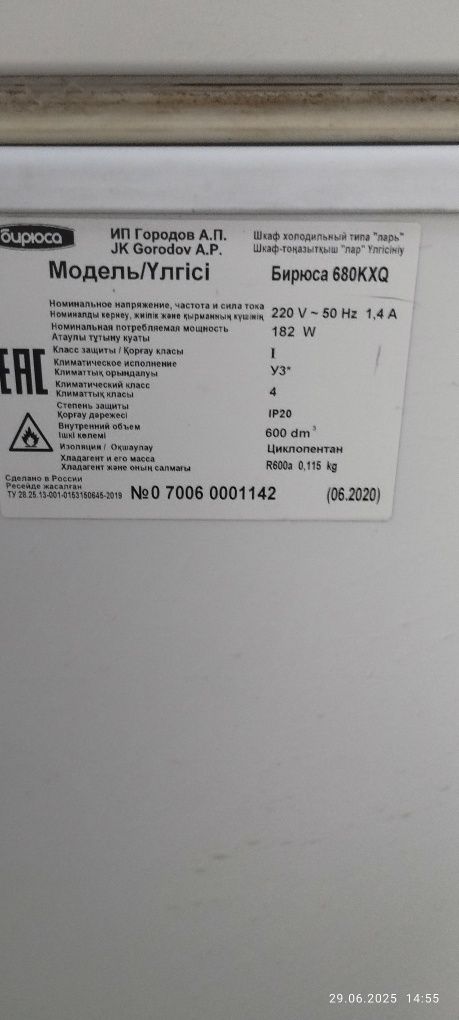 бирюса
ИП Городов А.П.
JK Gorodov A.P.
Шкаф холодильный типа "ларь"
Шкаф-тоңазытқыш "лар" Үлгісініү
Модель/Үлгісі Бирюса 680KXQ
Номинальное напряжение, частота и сила тока
Номиналды кернеу, жиілік және қырманның күшінің
220 V ~ 50 Hz 1,4 A
Номинальная потребляемая мощность
Атаулы тұтыну қуаты
182 W
Класс защиты / Қорғау класы I
Климатическое исполнение
Климаттық орындалуы
У3*
Климатический класс
Климаттық класы
4
Степень защиты
Қорғау дәрежесі
IP20
Внутренний объем
Ішкі көлемі
600 dm³
Изоляция / Оқшаулау Циклопентан
Хладагент и его масса
Хладагент және оның салмағы
R600a 0,115 kg
EAC
Сделано в России
Ресейде жасалған
ТУ 28.25.13-001-0153150645-2019
№0 7006 0001142 (06.2020)
29.06.2025 14:55